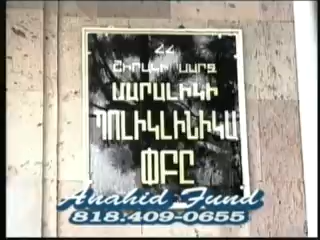 ՀՀ
ՇԻՐԱԿԻ ՄԱՐԶ
ՄԱՐԱԼԻԿԻ
ՊՈԼԻԿԼԻՆԻԿԱ
ՓԲԸ
Anahid Fund
818.409-0655